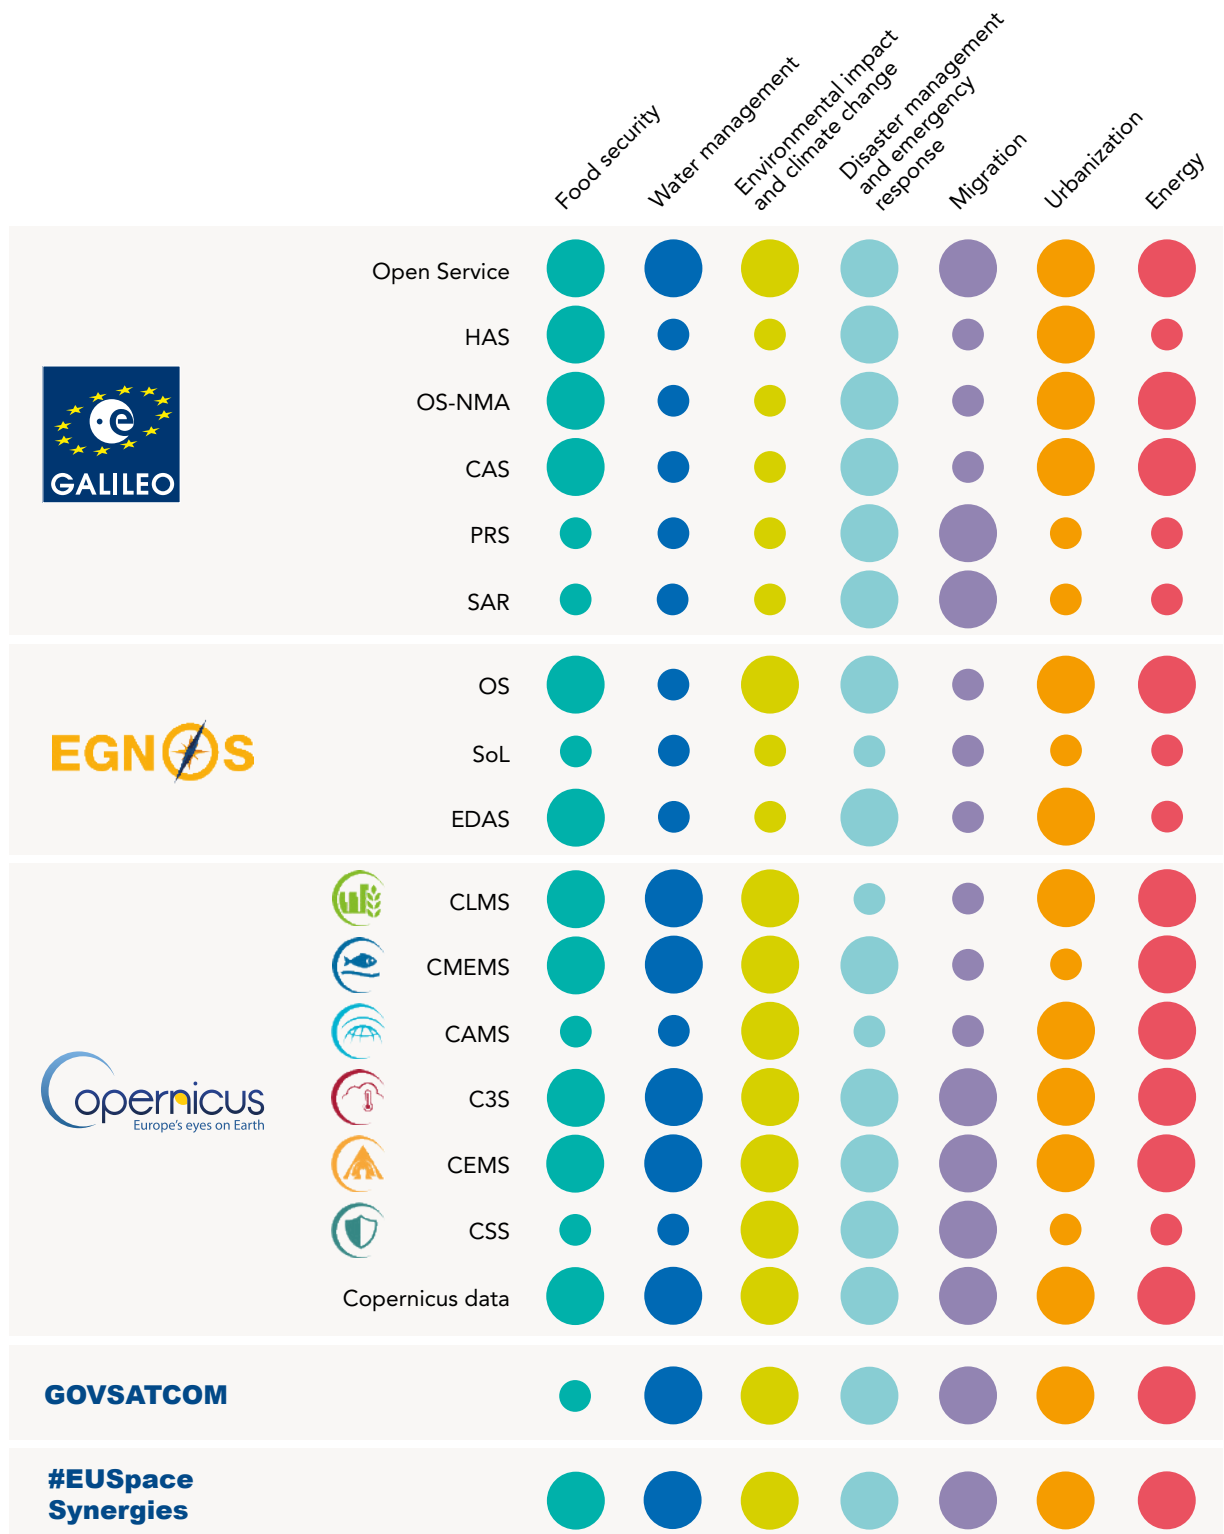 Food security
Water management
Environmental impact
and climate change
Disaster management
and emergency
response
Migration
Urbanization
Energy
Open Service
HAS
OS-NMA
CAS
PRS
SAR
e
GALILEO
OS
SoL
EDAS
EGNOS
CLMS
CMEMS
CAMS
C3S
CEMS
CSS
Copernicus data
Copernicus
Europe's eyes on Earth
GOVSATCOM
#EUSpace
Synergies